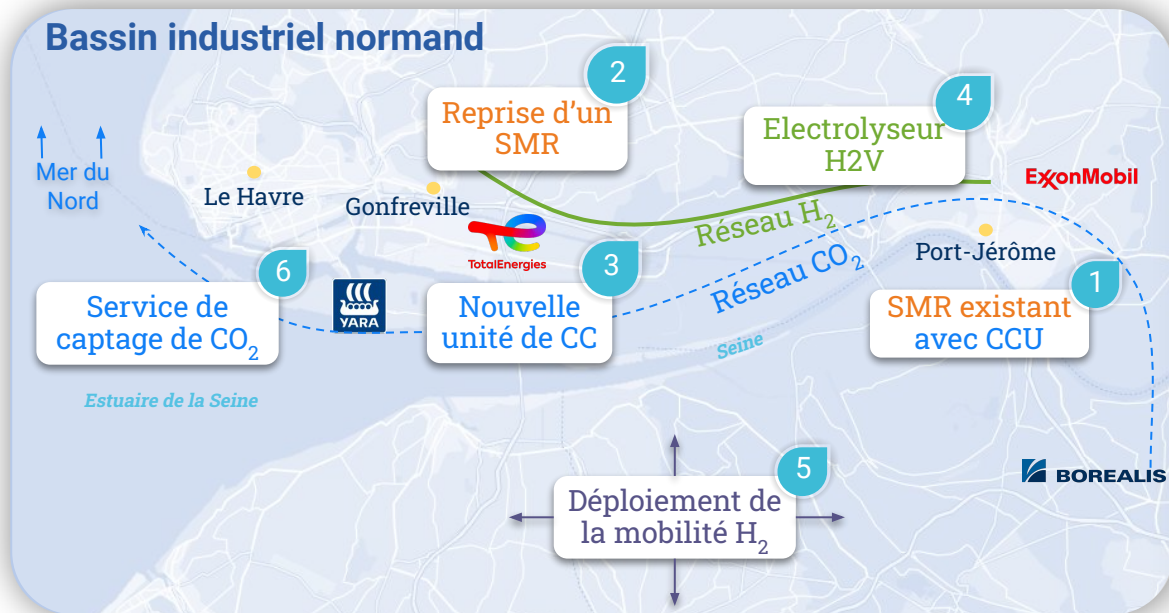 Bassin industriel normand
2
Reprise d'un
SMR
4
Electrolyseur
H2V
Mer du
Nord
Le Havre
Gonfreville
ExxonMobil
Réseau H₂
TotalEnergies
Port-Jérôme
Réseau CO₂
6
Service de
captage de CO₂
YARA
3
Nouvelle
unité de CC
1
SMR existant
avec CCU
Seine
Estuaire de la Seine
5
Déploiement de
la mobilité H₂
BOREALIS